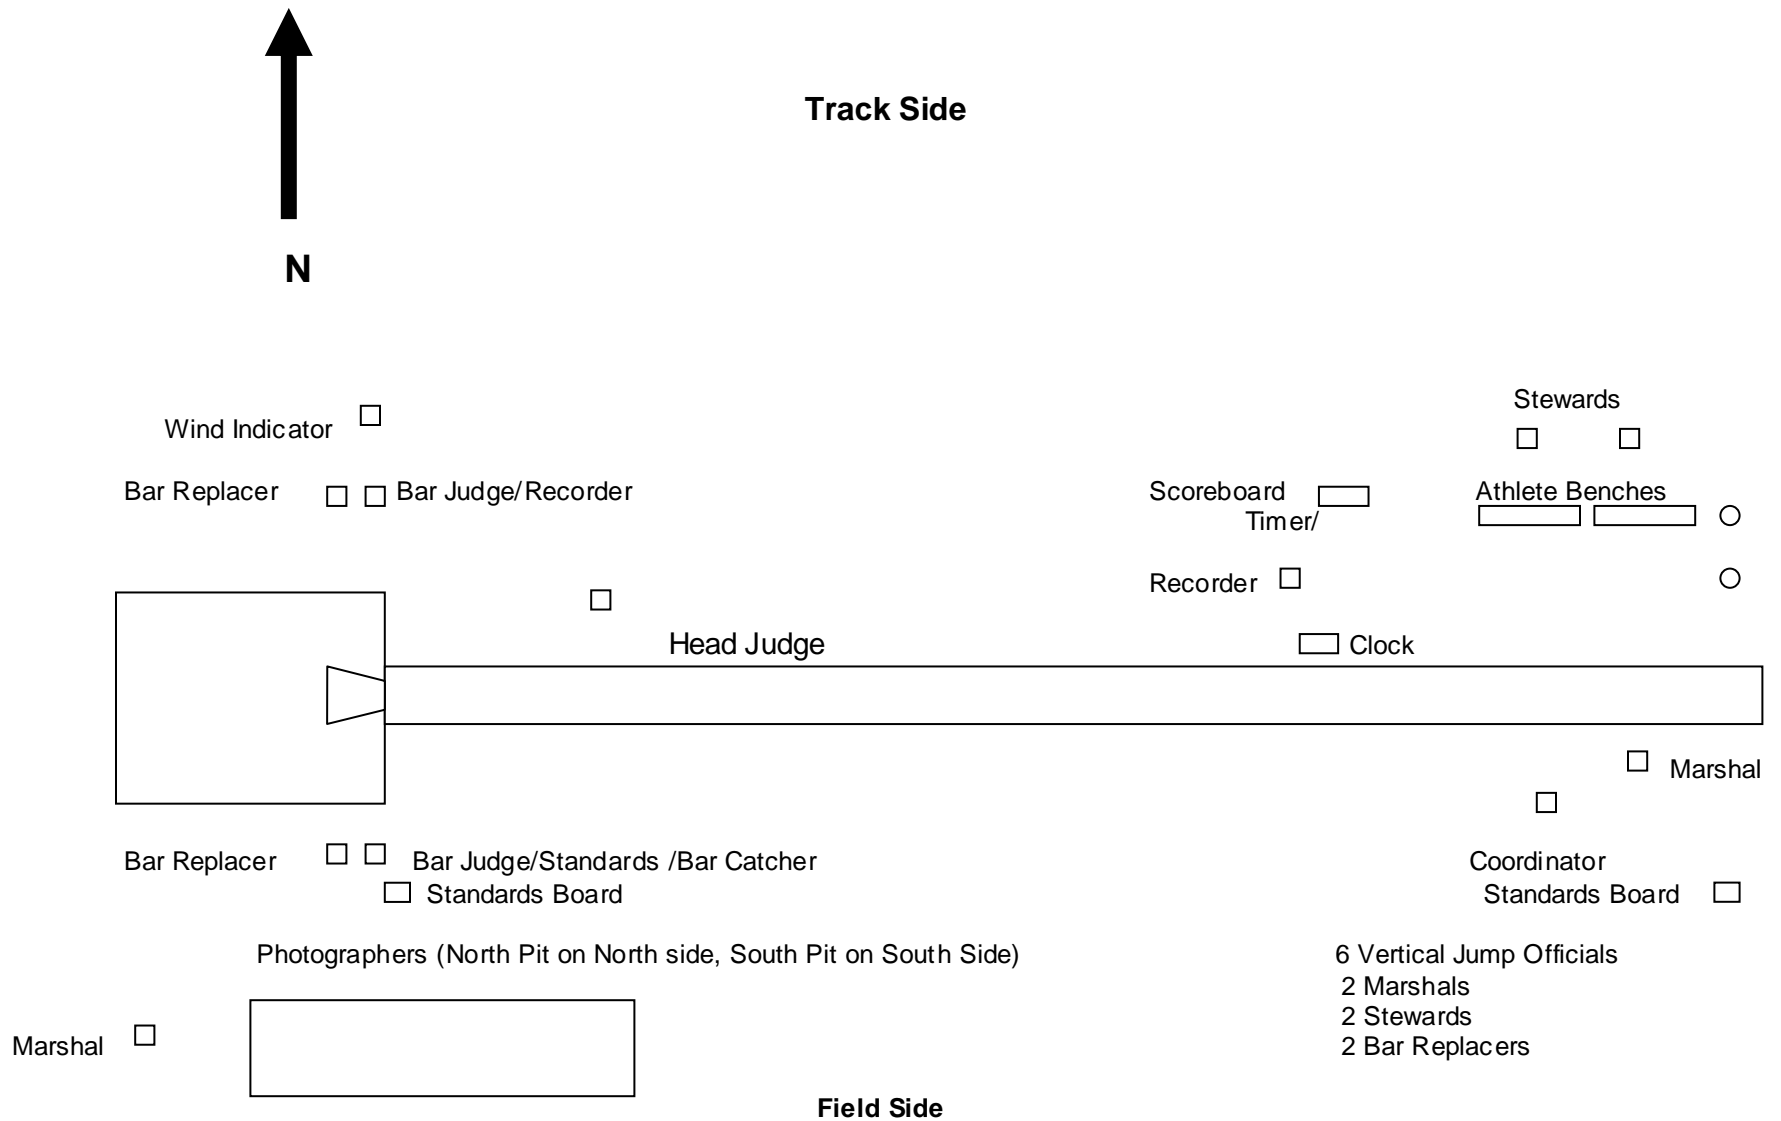 Track Side
N
Stewards
Wind Indicator
Bar Replacer
Bar Judge/Recorder
Scoreboard
Athlete Benches
Timer/
Recorder
Head Judge
Clock
Marshal
Bar Replacer
Bar Judge/Standards /Bar Catcher
Coordinator
Standards Board
Standards Board
Photographers (North Pit on North side, South Pit on South Side)
6 Vertical Jump Officials
2 Marshals
2 Stewards
2 Bar Replacers
Marshal
Field Side